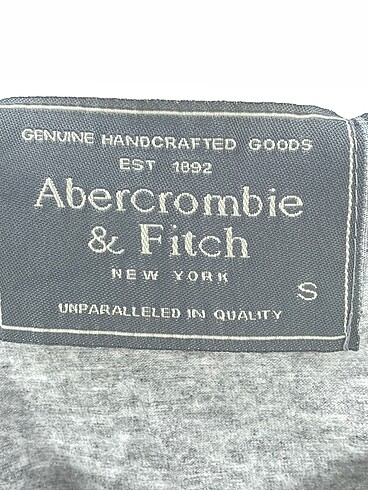 GENUINE HANDCRAFTED GOODS
EST 1892
Abercrombie
& Fitch
NEW YORK
S
UNPARALLELED IN QUALITY